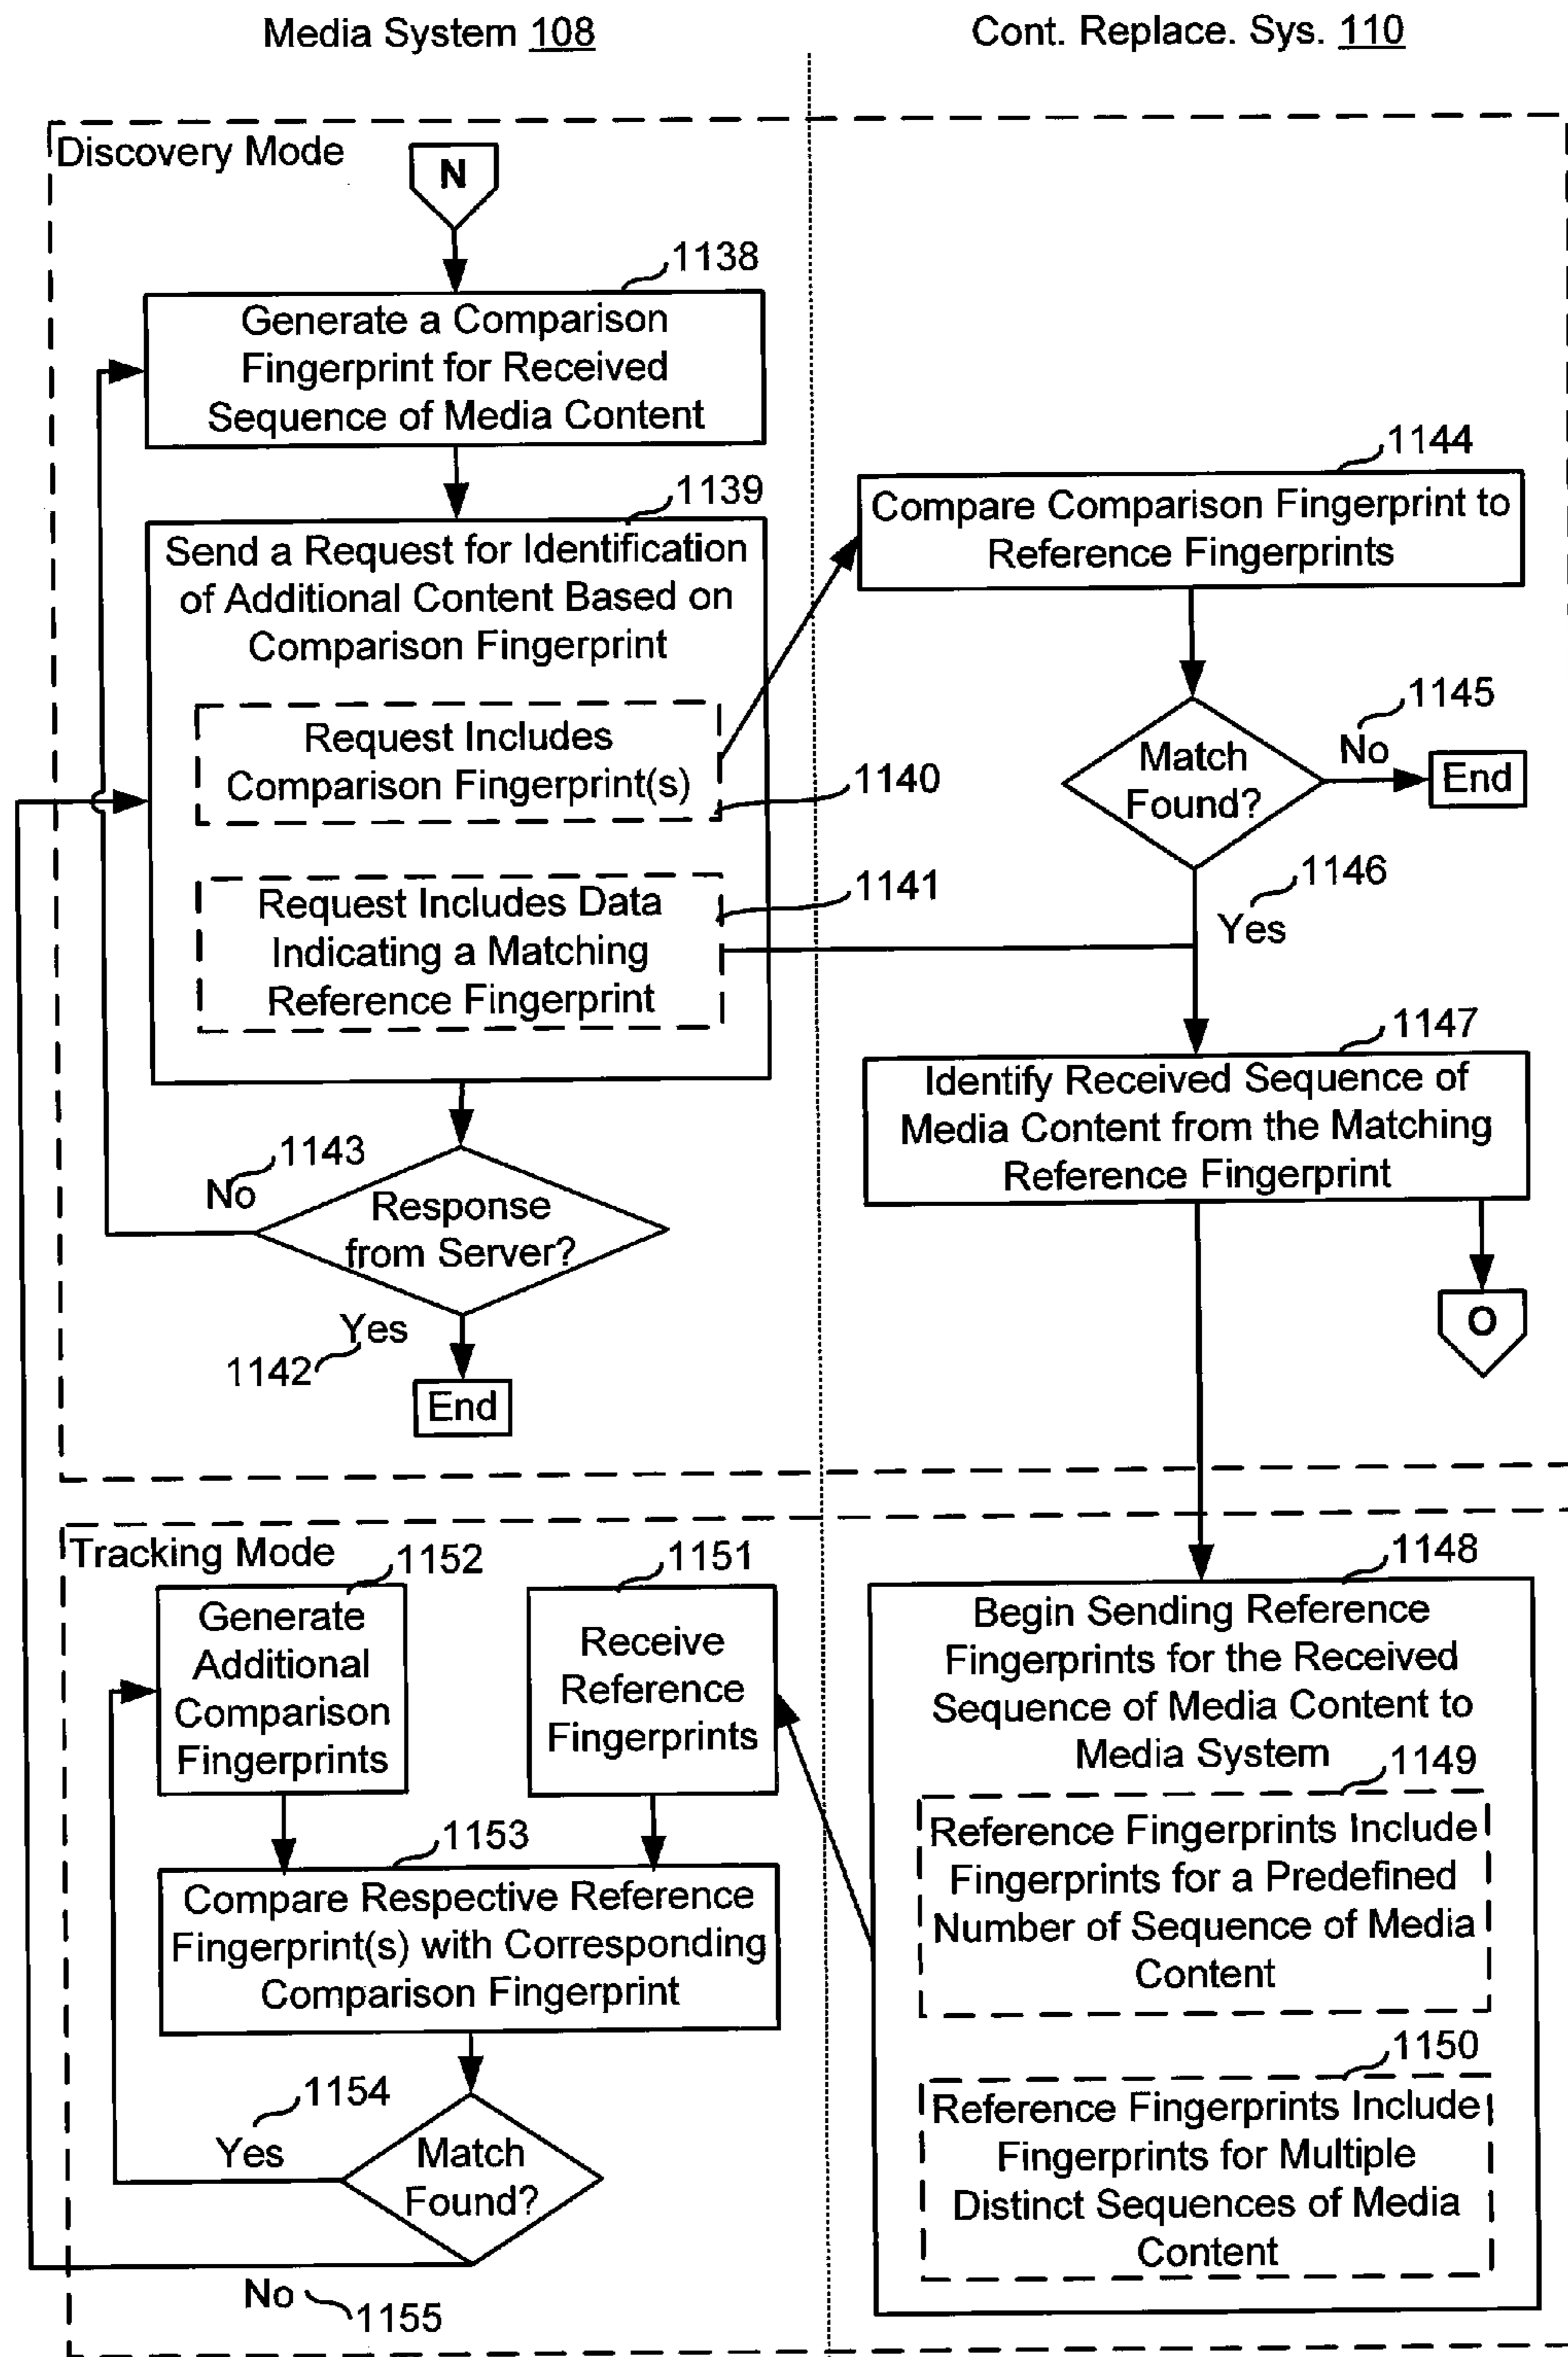 Media System 108
Cont. Replace. Sys. 110
Discovery Mode
N
1138
Generate a Comparison
Fingerprint for Received
Sequence of Media Content
1139
Send a Request for Identification
of Additional Content Based on
Comparison Fingerprint
Request Includes
Comparison Fingerprint(s)
1140
Request Includes Data
Indicating a Matching
Reference Fingerprint
1141
1143
No
Response
from Server?
Yes
1142
End
1144
Compare Comparison Fingerprint to
Reference Fingerprints
Match
Found?
1145
No
End
1146
Yes
1147
Identify Received Sequence of
Media Content from the Matching
Reference Fingerprint
O
Tracking Mode
1152
Generate
Additional
Comparison
Fingerprints
1151
Receive
Reference
Fingerprints
1153
Compare Respective Reference
Fingerprint(s) with Corresponding
Comparison Fingerprint
1154
Yes
Match
Found?
No
1155
1148
Begin Sending Reference
Fingerprints for the Received
Sequence of Media Content to
Media System
1149
Reference Fingerprints Include
Fingerprints for a Predefined
Number of Sequence of Media
Content
1150
Reference Fingerprints Include
Fingerprints for Multiple
Distinct Sequences of Media
Content